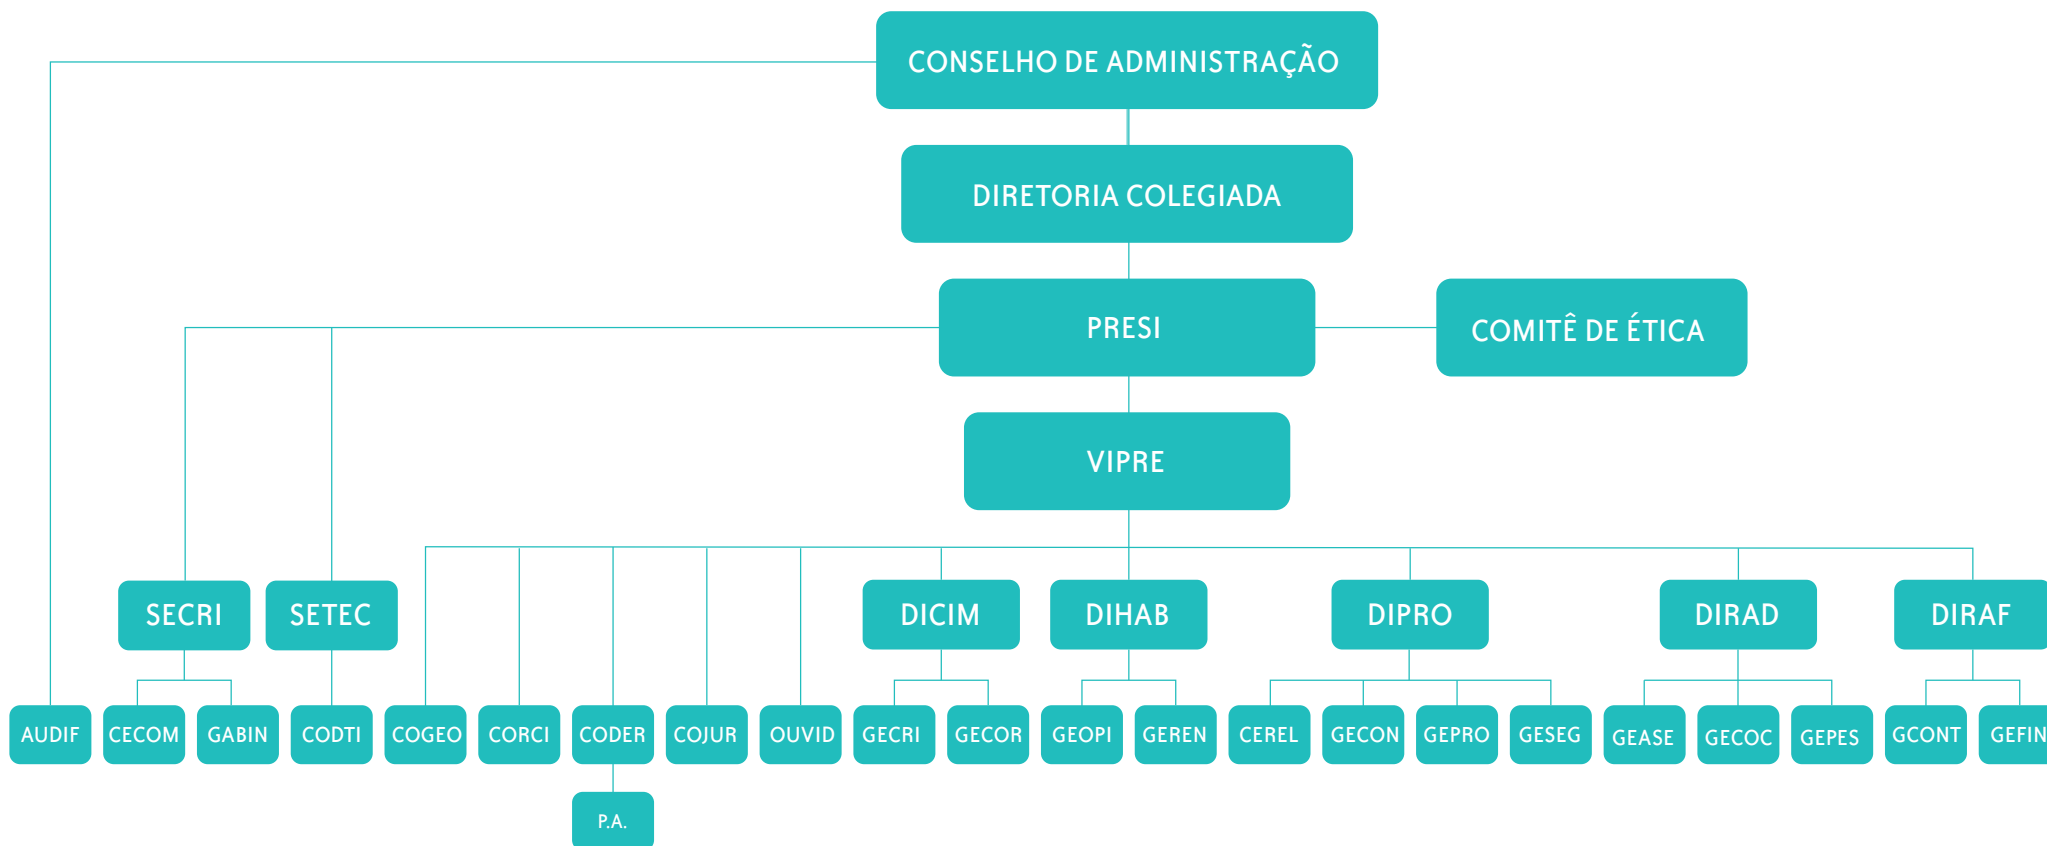 CONSELHO DE ADMINISTRAÇÃO
DIRETORIA COLEGIADA
PRESI
COMITÊ DE ÉTICA
VIPRE
SECRI
SETEC
DICIM
DIHAB
DIPRO
DIRAD
DIRAF
AUDIF
CECOM
GABIN
CODTI
COGEO
CORCI
CODER
COJUR
OUVID
GECRI
GECOR
GEOPI
GEREN
CEREL
GECON
GEPRO
GESEG
GEASE
GECOC
GEPES
GCONT
GEFIN
P.A.